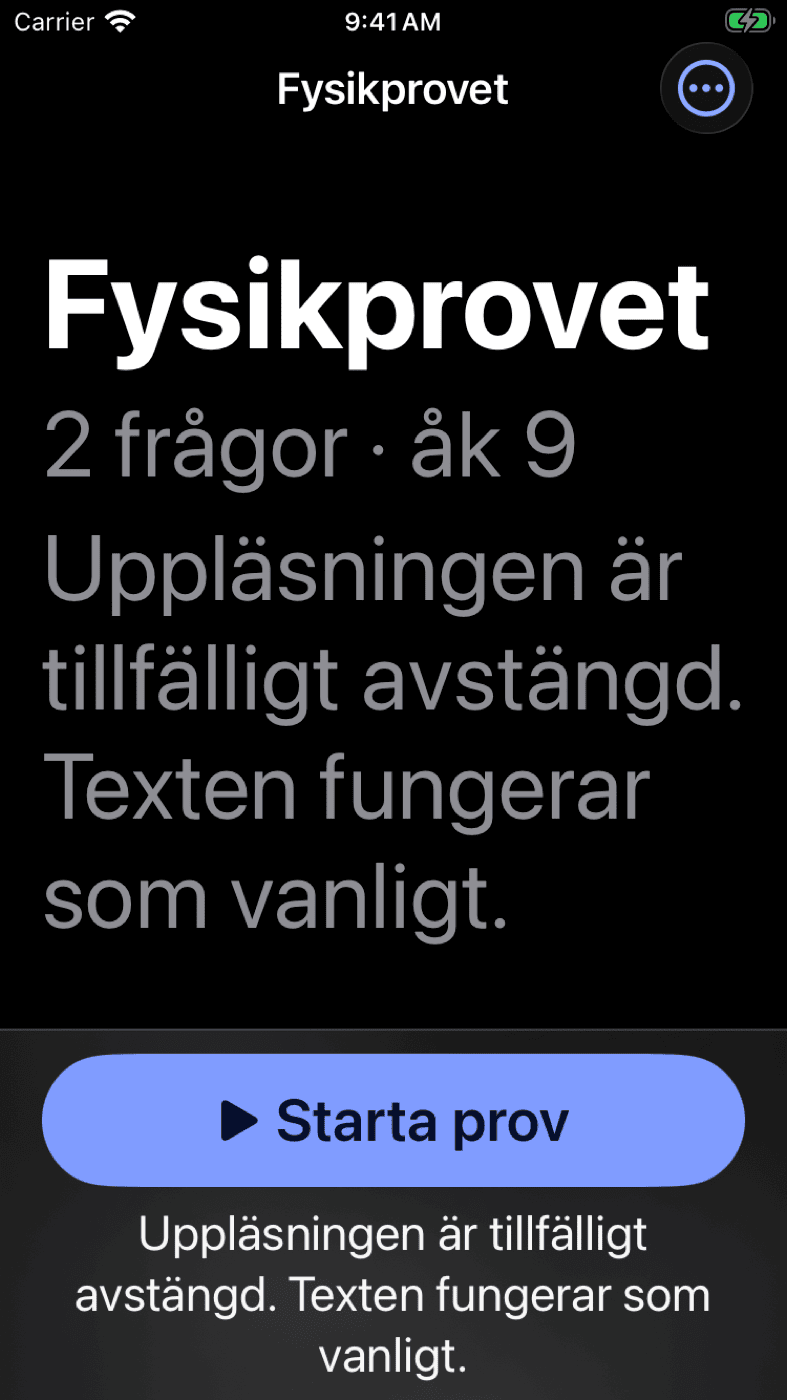 Carrier 9:41 AM
Fysikprovet
Fysikprovet
2 frågor · åk 9
Uppläsningen är
tillfälligt avstängd.
Texten fungerar
som vanligt.
Starta prov
Uppläsningen är tillfälligt
avstängd. Texten fungerar som
vanligt.